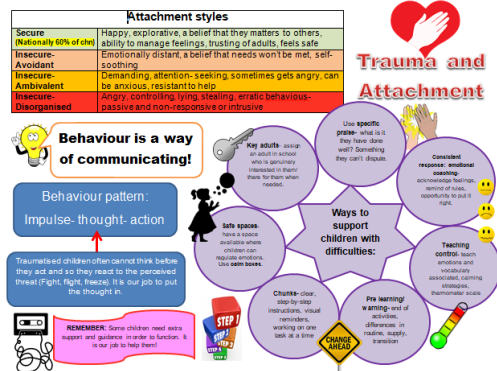 Attachment styles
Secure
(Nationally 60% of chn)
Happy, explorative, a belief that they matters to others,
ability to manage feelings, trusting of adults, feels safe
Insecure-
Avoidant
Emotionally distant, a belief that needs won't be met, self-
soothing
Insecure-
Ambivalent
Demanding, attention- seeking, sometimes gets angry, can
be anxious, resistant to help
Insecure-
Disorganised
Angry, controlling, lying, stealing, erratic behavious-
passive and non-responsive or intrusive
Trauma and
Attachment
Behaviour is a way
of communicating!
Behaviour pattern:
Impulse- thought- action
Traumatised children often cannot think before
they act and so they react to the perceived
threat (Fight, flight, freeze). It is our job to put
the thought in.
REMEMBER: Some children need extra
support and guidance in order to function. It
is our job to help them!
Ways to
support
children with
difficulties:
Use specific
praise- what is it
they have done
well? Something
they can't dispute.
Consistent
response- emotional
coaching-
acknowledge feelings,
remind of rules,
opportunity to put it
right.
Teaching
control- teach
emotions and
vocabulary
associated, calming
strategies,
thermometer scale.
Pre learning/
warning- end of
activities,
differences in
routine, supply,
transition
Chunks- clear,
step-by-step
instructions, visual
reminders,
working on one
task at a time
Safe spaces-
have a space
available where
children can
regulate emotions.
Use calm boxes.
Key adults- assign
an adult in school
who is genuinely
interested in them/
there for them when
needed.
STEP 1
STEP 2
STEP 3
STEP 4
CHANGE
AHEAD